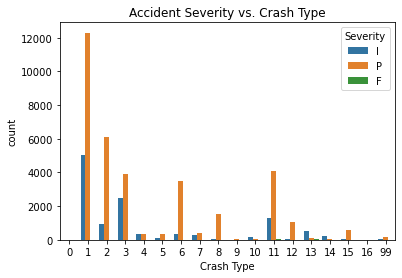 Accident Severity vs. Crash Type
Severity
I
P
F
12000
10000
8000
6000
4000
2000
0
count
0 1 2 3 4 5 6 7 8 9 10 11 12 13 14 15 16 99
Crash Type